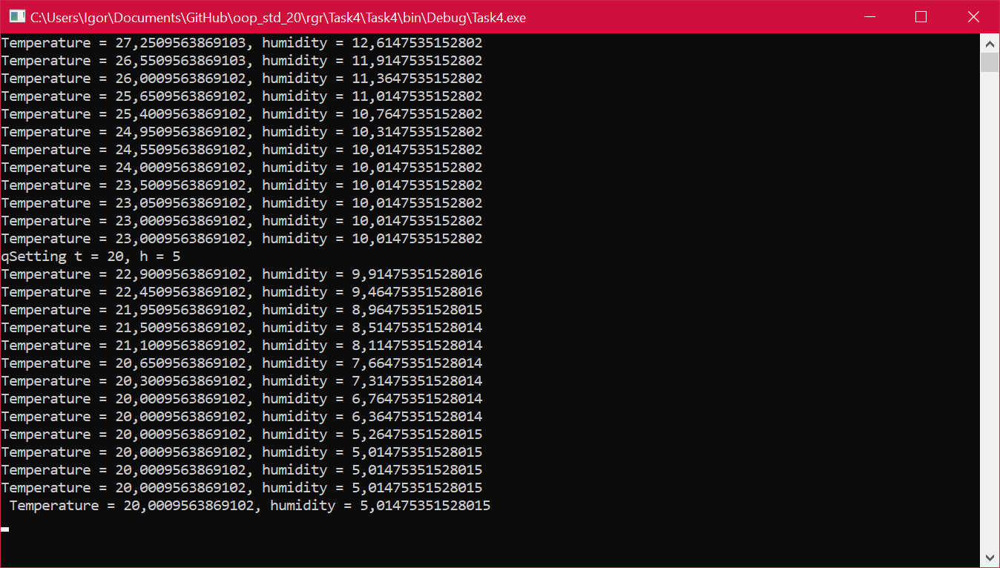 C:\Users\Igor\Documents\GitHub\oop_std_20\rgr\Task4\Task4\bin\Debug\Task4.exe
Temperature = 27,2509563869103, humidity = 12,6147535152802
Temperature = 26,5509563869103, humidity = 11,9147535152802
Temperature = 26,0009563869102, humidity = 11,3647535152802
Temperature = 25,6509563869102, humidity = 11,0147535152802
Temperature = 25,4009563869102, humidity = 10,7647535152802
Temperature = 24,9509563869102, humidity = 10,3147535152802
Temperature = 24,5509563869102, humidity = 10,0147535152802
Temperature = 24,0009563869102, humidity = 10,0147535152802
Temperature = 23,5009563869102, humidity = 10,0147535152802
Temperature = 23,0509563869102, humidity = 10,0147535152802
Temperature = 23,0009563869102, humidity = 10,0147535152802
Temperature = 23,0009563869102, humidity = 10,0147535152802
qSetting t = 20, h = 5
Temperature = 22,9009563869102, humidity = 9,91475351528016
Temperature = 22,4509563869102, humidity = 9,46475351528016
Temperature = 21,9509563869102, humidity = 8,96475351528015
Temperature = 21,5009563869102, humidity = 8,51475351528014
Temperature = 21,1009563869102, humidity = 8,11475351528014
Temperature = 20,6509563869102, humidity = 7,66475351528014
Temperature = 20,3009563869102, humidity = 7,31475351528014
Temperature = 20,0009563869102, humidity = 6,76475351528014
Temperature = 20,0009563869102, humidity = 6,36475351528014
Temperature = 20,0009563869102, humidity = 5,26475351528015
Temperature = 20,0009563869102, humidity = 5,01475351528015
Temperature = 20,0009563869102, humidity = 5,01475351528015
Temperature = 20,0009563869102, humidity = 5,01475351528015
 Temperature = 20,0009563869102, humidity = 5,01475351528015